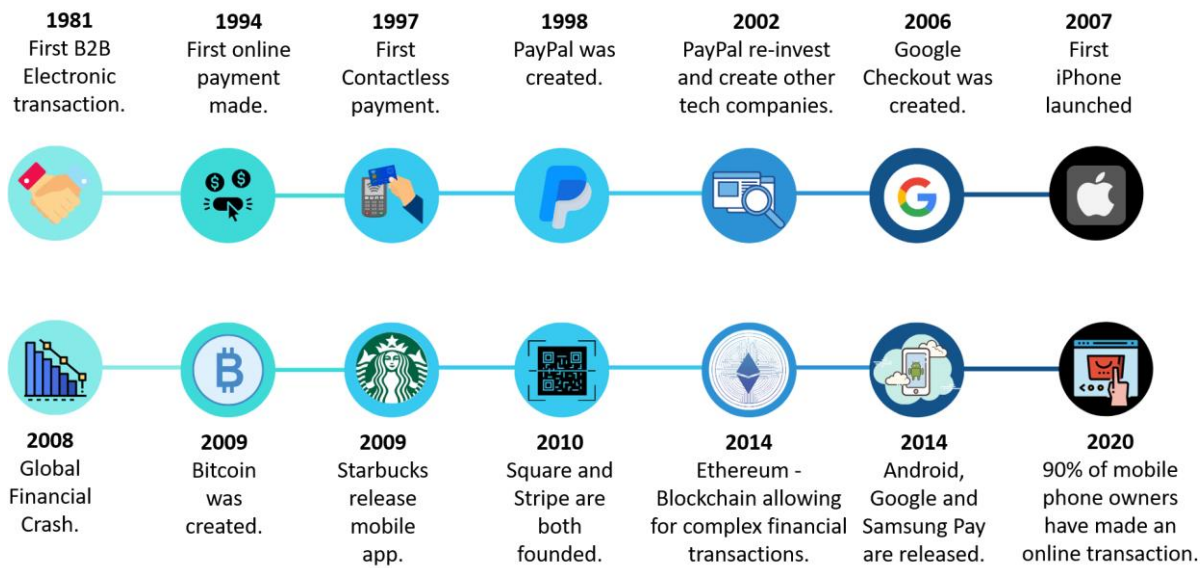 1981
First B2B
Electronic
transaction.
1994
First online
payment
made.
1997
First
Contactless
payment.
1998
PayPal was
created.
2002
PayPal re-invest
and create other
tech companies.
2006
Google
Checkout was
created.
2007
First
iPhone
launched
2008
Global
Financial
Crash.
2009
Bitcoin
was
created.
2009
Starbucks
release
mobile
app.
2010
Square and
Stripe are
both
founded.
2014
Ethereum -
Blockchain allowing
for complex financial
transactions.
2014
Android,
Google and
Samsung Pay
are released.
2020
90% of mobile
phone owners
have made an
online transaction.